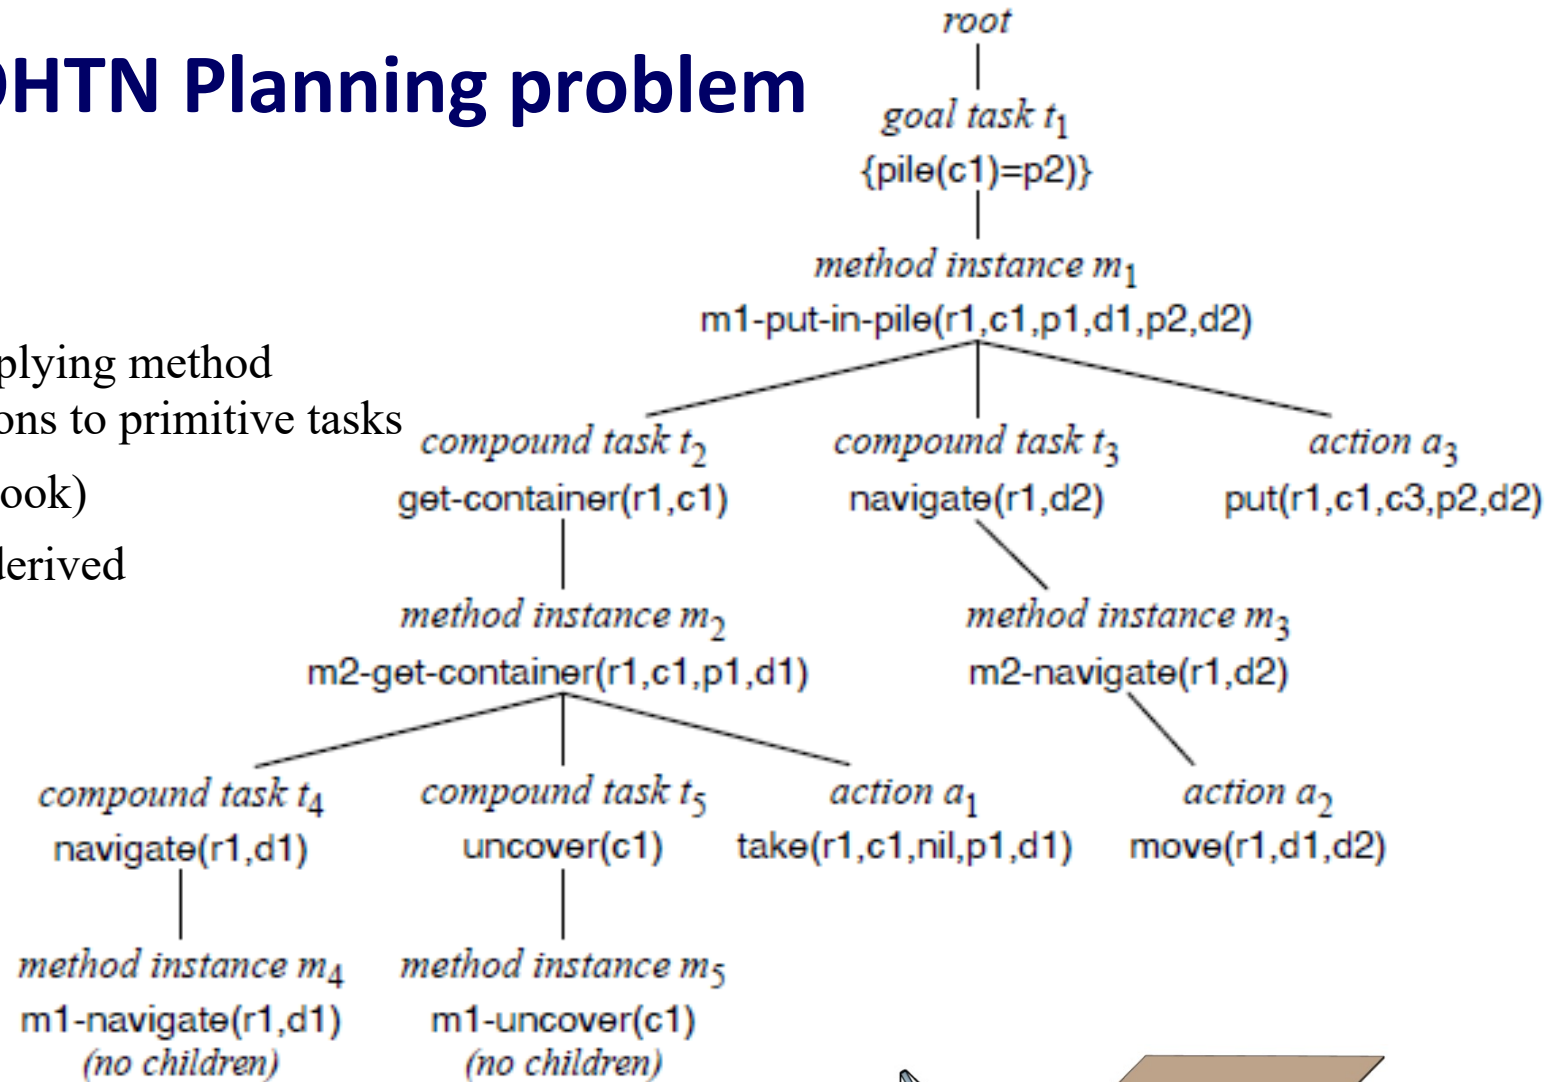 root
OHTN Planning problem
goal task t1
{pile(c1)=p2)}
method instance m1
m1-put-in-pile(r1,c1,p1,d1,p2,d2)
plying method
ons to primitive tasks
ook)
derived
compound task t2 compound task t3 action a3
get-container(r1,c1) navigate(r1,d2) put(r1,c1,c3,p2,d2)
method instance m2 method instance m3
m2-get-container(r1,c1,p1,d1) m2-navigate(r1,d2)
compound task t4 compound task t5 action a1 action a2
navigate(r1,d1) uncover(c1) take(r1,c1,nil,p1,d1) move(r1,d1,d2)
method instance m4 method instance m5
m1-navigate(r1,d1) m1-uncover(c1)
(no children) (no children)